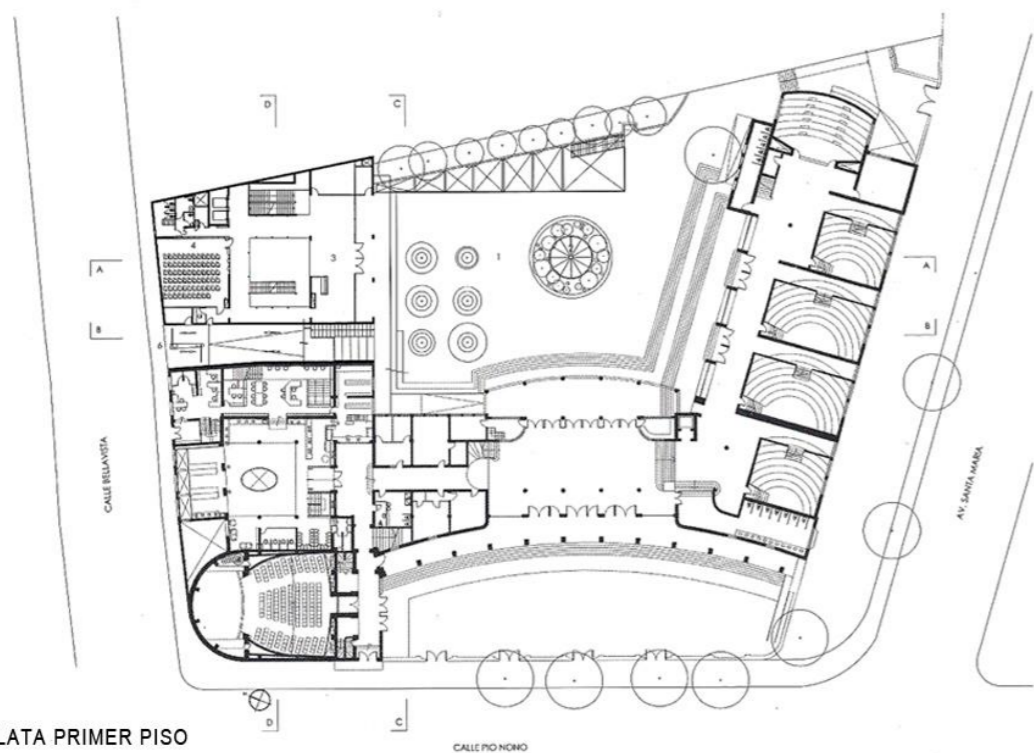 D
C
4
3
1
A
A
B
B
6
CALLE BELLAVISTA
AV. SANTA MARIA
D
C
LATA PRIMER PISO
CALLE PIO NONO